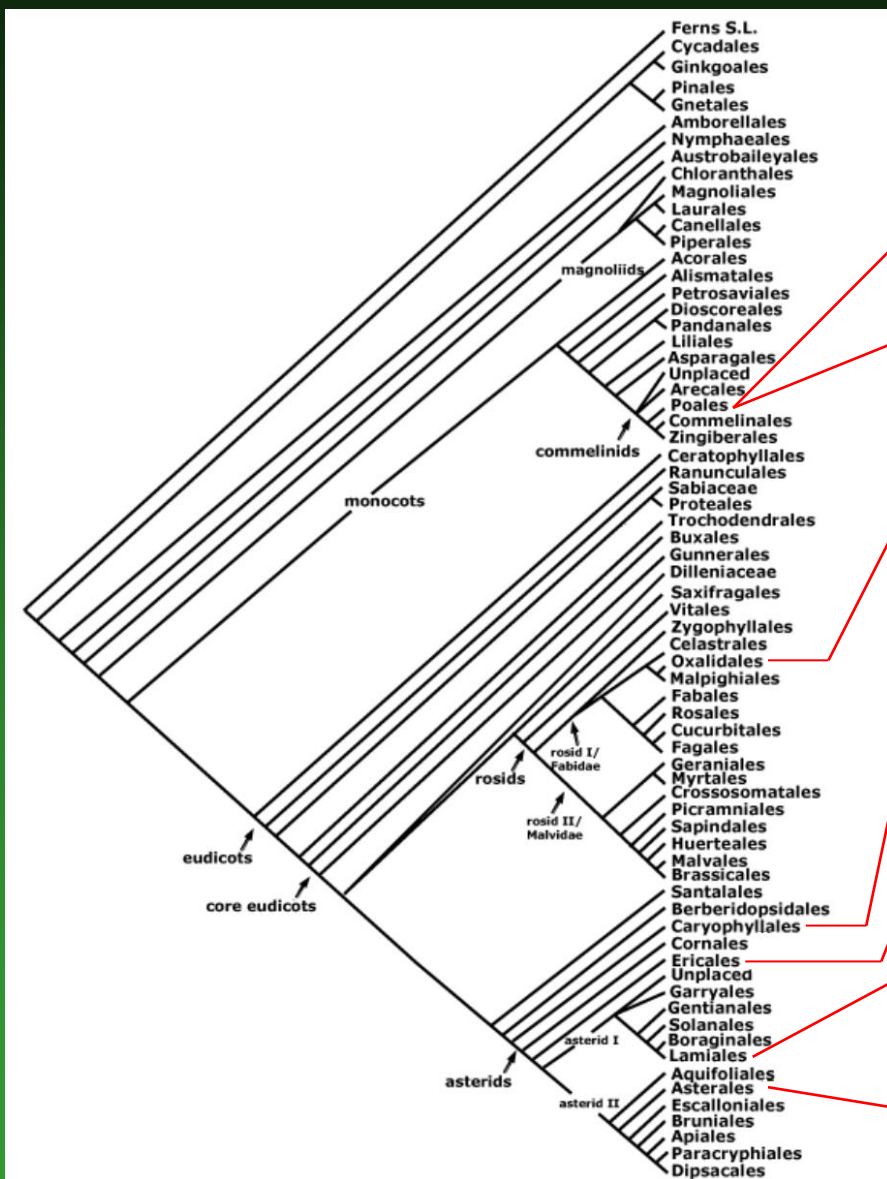 Ferns S.L.
Cycadales
Ginkgoales
Pinales
Gnetales
Amborellales
Nymphaeales
Austrobaileyales
Chloranthales
Magnoliales
Laurales
Canellales
Piperales
magnoliids
Acorales
Alismatales
Petrosaviales
Dioscoreales
Pandanales
Liliales
Asparagales
Unplaced
Arecales
Poales
Commelinales
Zingiberales
commelinids
monocots
Ceratophyllales
Ranunculales
Sabiaceae
Proteales
Trochodendrales
Buxales
Gunnerales
Dilleniaceae
Saxifragales
Vitales
Zygophyllales
Celastrales
Oxalidales
Malpighiales
Fabales
Rosales
Cucurbitales
Fagales
rosid I/
Fabidae
rosids
Geraniales
Myrtales
Crossosomatales
Picramniales
Sapindales
Huerteales
Malvales
Brassicales
rosid II/
Malvidae
eudicots
core eudicots
Santalales
Berberidopsidales
Caryophyllales
Cornales
Ericales
Unplaced
Garryales
Gentianales
Solanales
Boraginales
Lamiales
asterid I
asterids
Aquifoliales
Asterales
Escalloniales
Bruniales
Apiales
Paracryphiales
Dipsacales
asterid II